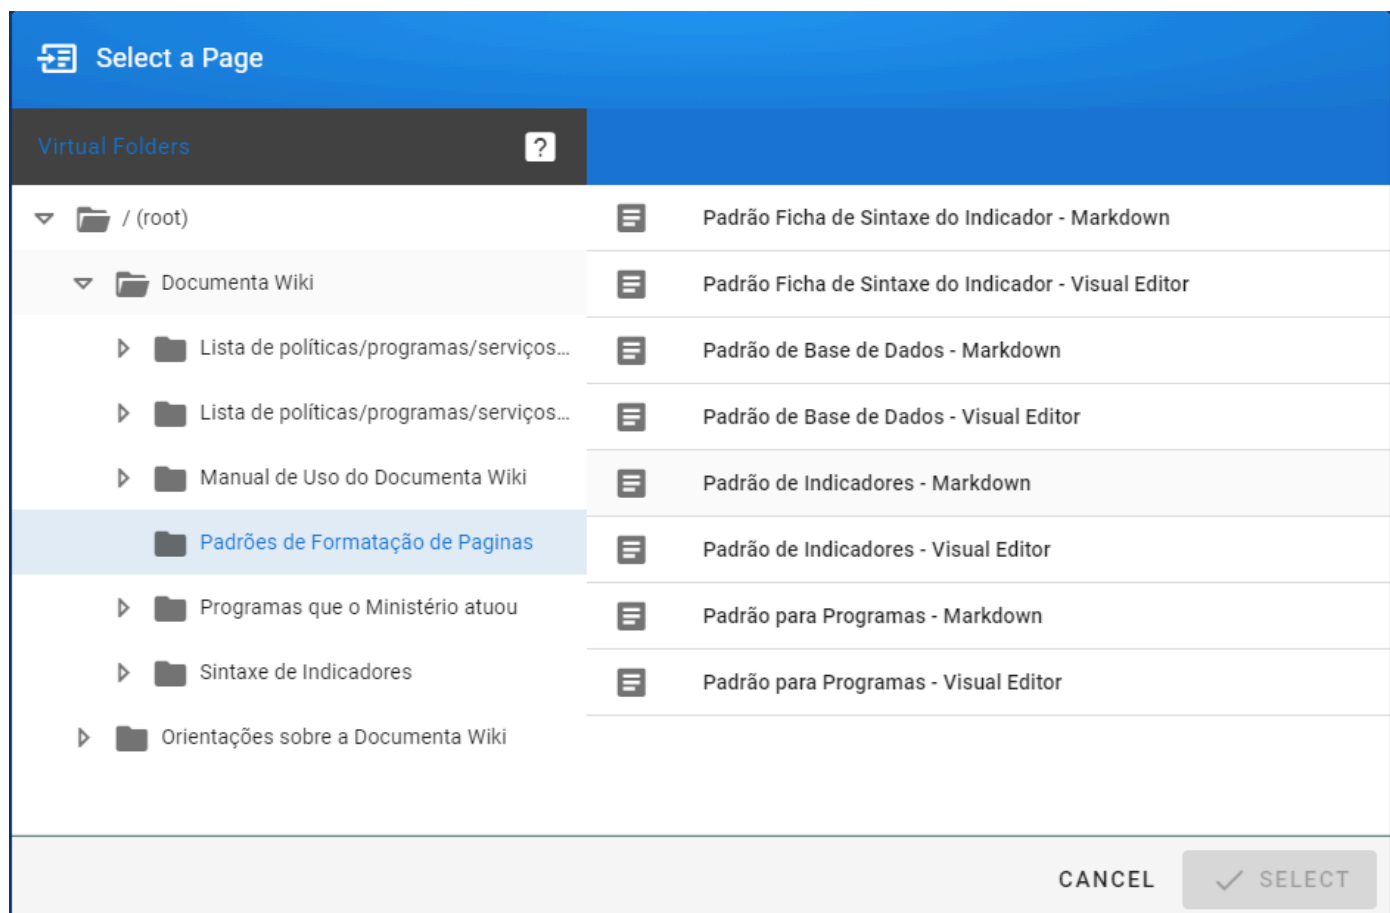 Select a Page
Virtual Folders
?
/ (root)
Documenta Wiki
Lista de políticas/programas/serviços...
Lista de políticas/programas/serviços...
Manual de Uso do Documenta Wiki
Padrões de Formatação de Paginas
Programas que o Ministério atuou
Sintaxe de Indicadores
Orientações sobre a Documenta Wiki
Padrão Ficha de Sintaxe do Indicador - Markdown
Padrão Ficha de Sintaxe do Indicador - Visual Editor
Padrão de Base de Dados - Markdown
Padrão de Base de Dados - Visual Editor
Padrão de Indicadores - Markdown
Padrão de Indicadores - Visual Editor
Padrão para Programas - Markdown
Padrão para Programas - Visual Editor
CANCEL
SELECT